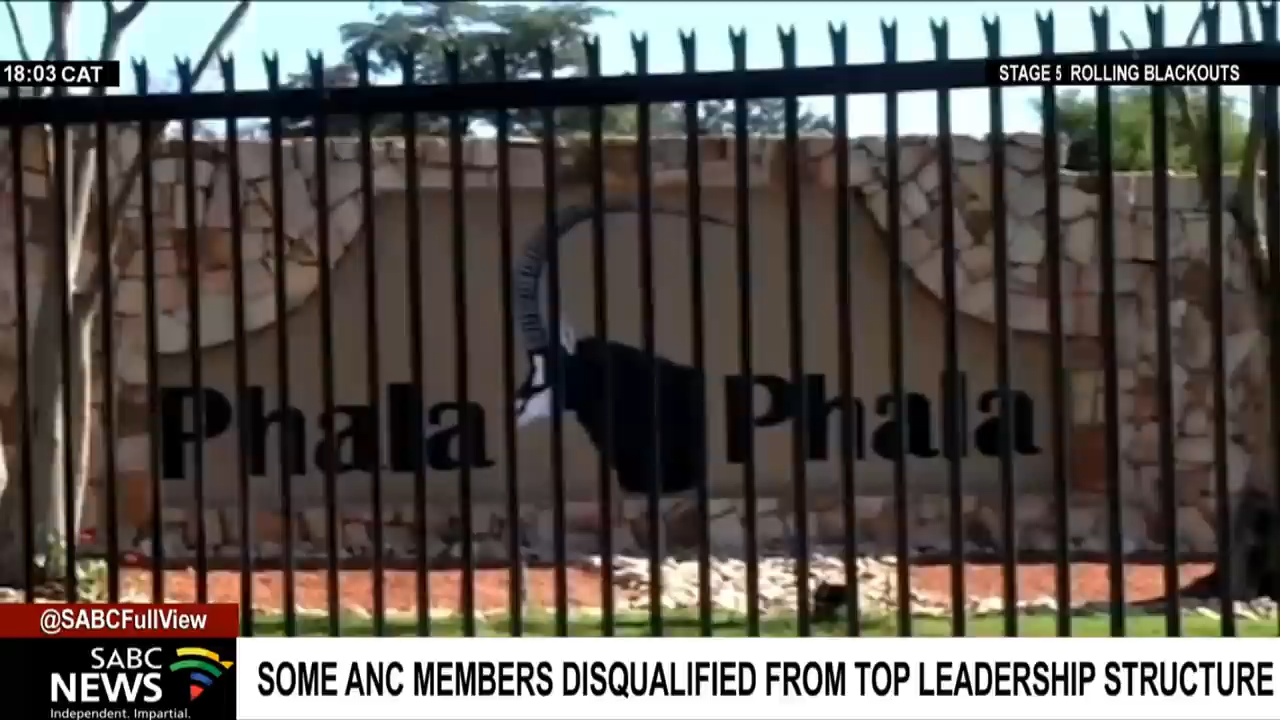 18:03 CAT
STAGE 5 ROLLING BLACKOUTS
Phala Phala
@SABCFullView
SABC
NEWS
Independent. Impartial.
SOME ANC MEMBERS DISQUALIFIED FROM TOP LEADERSHIP STRUCTURE